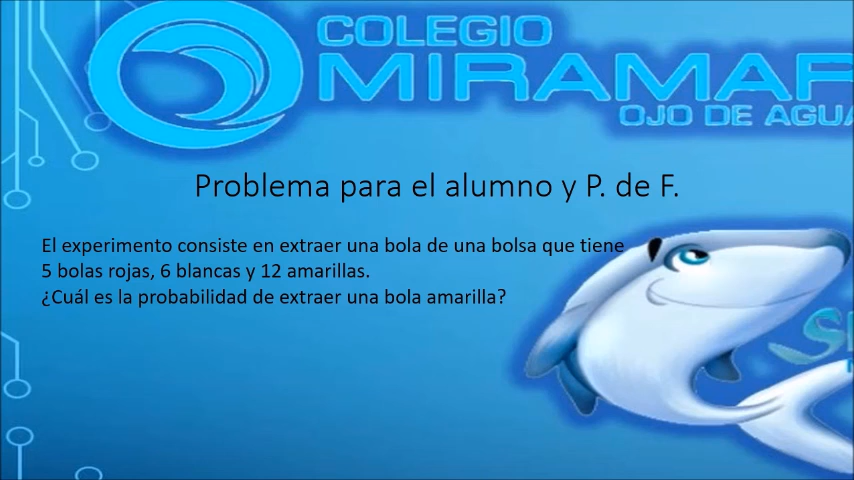 COLEGIO
MIRAMAR
OJO DE AGUA
Problema para el alumno y P. de F.
El experimento consiste en extraer una bola de una bolsa que tiene
5 bolas rojas, 6 blancas y 12 amarillas.
¿Cuál es la probabilidad de extraer una bola amarilla?